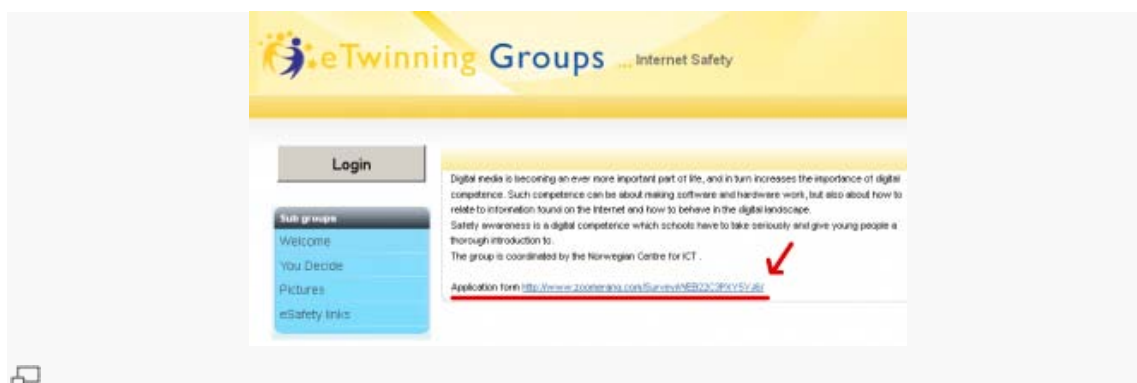 eTwinning Groups ... Internet Safety
Login
Digital media is becoming an ever more important part of life, and in turn increases the importance of digital
competence. Such competence can be about making software and hardware work, but also about how to
relate to information found on the Internet and how to behave in the digital landscape.
Safety awareness is a digital competence which schools have to take seriously and give young people a
thorough introduction to.
The group is coordinated by the Norwegian Centre for ICT .
Application form
Sub groups
Welcome
You Decide
Pictures
eSafety links